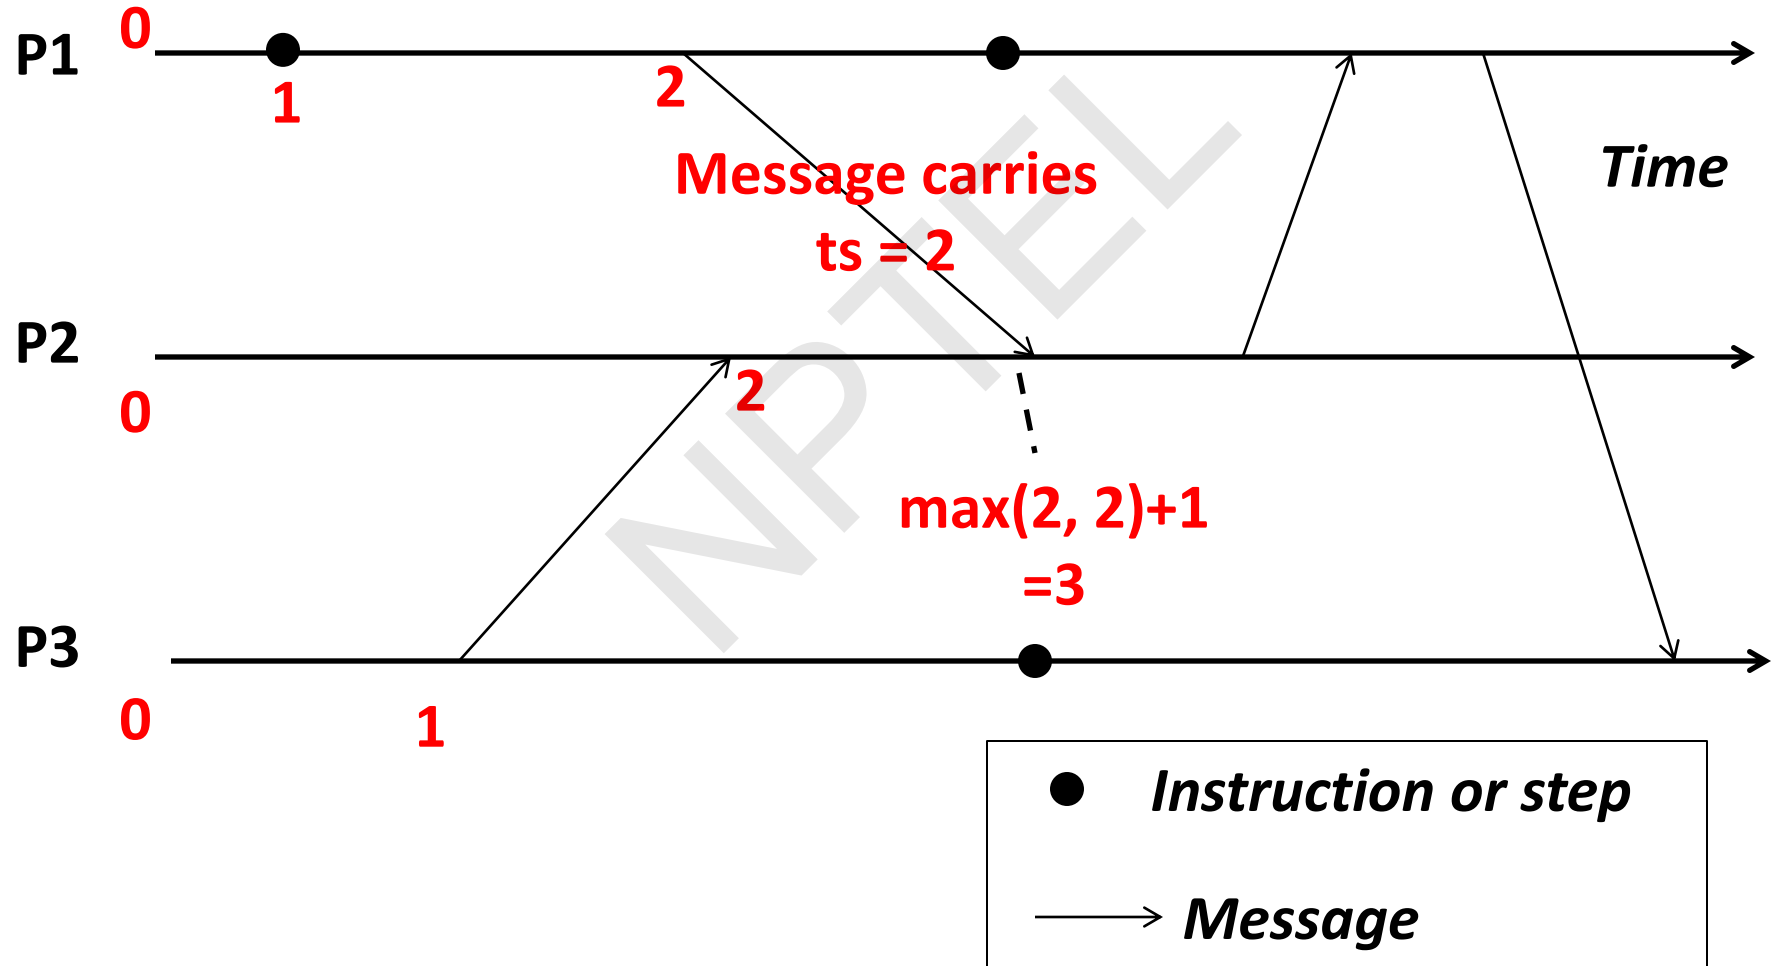 0
P1
1
2
Message carries
ts = 2
Time
P2
0
2
max(2, 2)+1
=3
P3
0
1
Instruction or step
Message
NPTEL